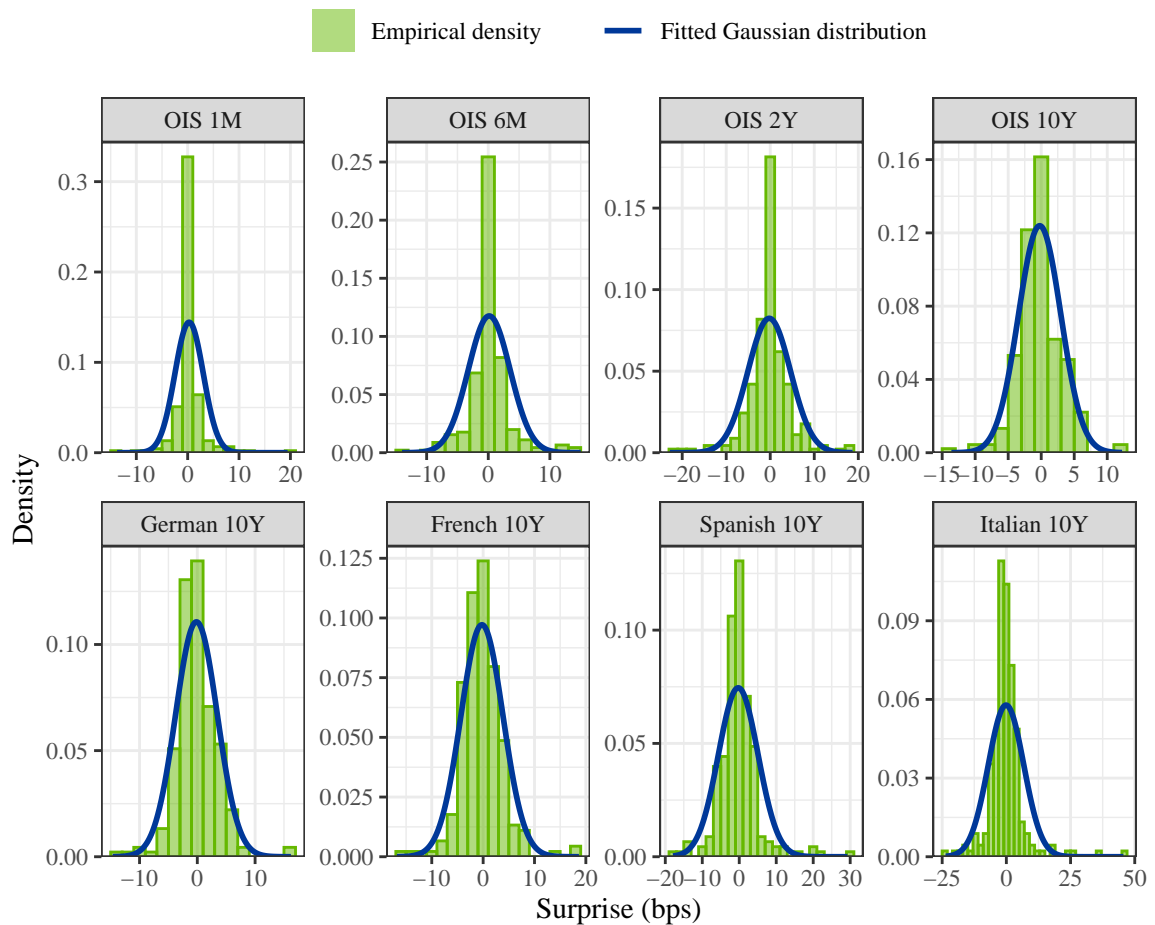 Empirical density Fitted Gaussian distribution
OIS 1M OIS 6M OIS 2Y OIS 10Y
0.0 0.1 0.2 0.3
−10 0 10 20
0.00 0.05 0.10 0.15 0.20 0.25
−10 0 10
0.00 0.05 0.10 0.15
−20 −10 0 10 20
0.00 0.04 0.08 0.12 0.16
−15 −10 −5 0 5 10
Density
German 10Y French 10Y Spanish 10Y Italian 10Y
0.00 0.05 0.10
−10 0 10
0.000 0.025 0.050 0.075 0.100 0.125
−10 0 10 20
0.00 0.05 0.10
−20 −10 0 10 20 30
0.00 0.03 0.06 0.09
−25 0 25 50
Surprise (bps)